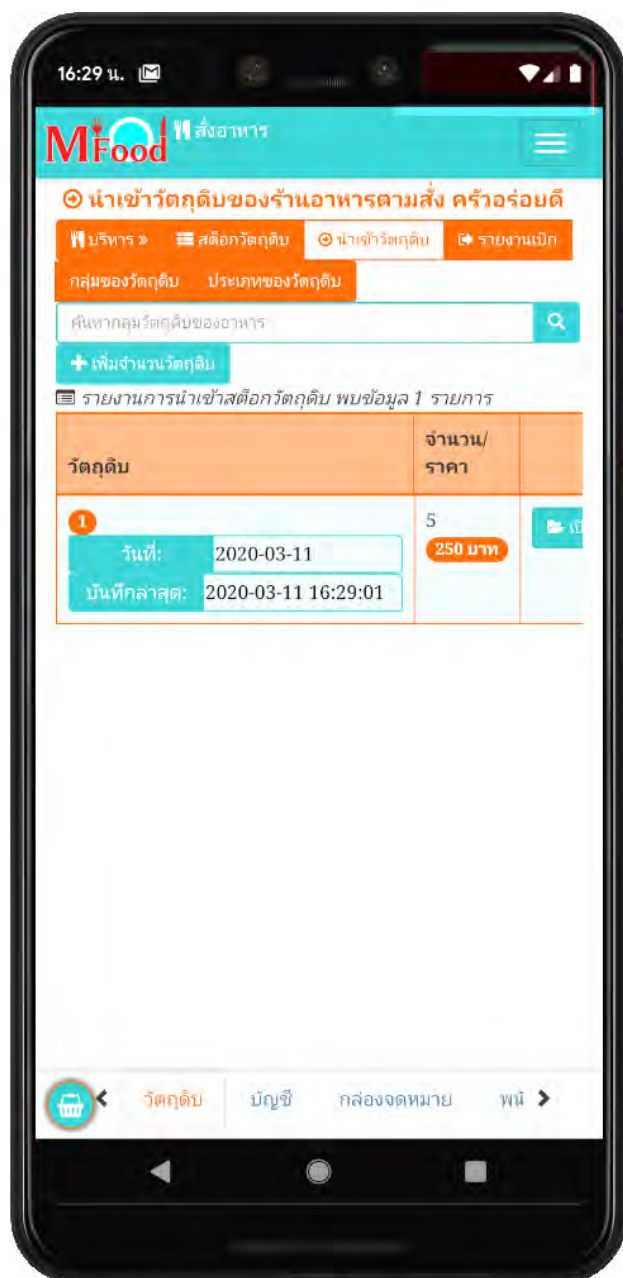 16:29 น.
MFood สั่งอาหาร
นำเข้าวัตถุดิบของร้านอาหารตามสั่ง ครัวอร่อยดี
บริหาร » สต๊อกวัตถุดิบ นำเข้าวัตถุดิบ รายงานเบิก
กลุ่มของวัตถุดิบ ประเภทของวัตถุดิบ
ค้นหากลุ่มวัตถุดิบของอาหาร
เพิ่มจำนวนวัตถุดิบ
รายงานการนำเข้าสต็อกวัตถุดิบ พบข้อมูล 1 รายการ
วัตถุดิบ จำนวน/
ราคา
1 5
250 บาท
วันที่: 2020-03-11
บันทึกล่าสุด: 2020-03-11 16:29:01
วัตถุดิบ บัญชี กล่องจดหมาย